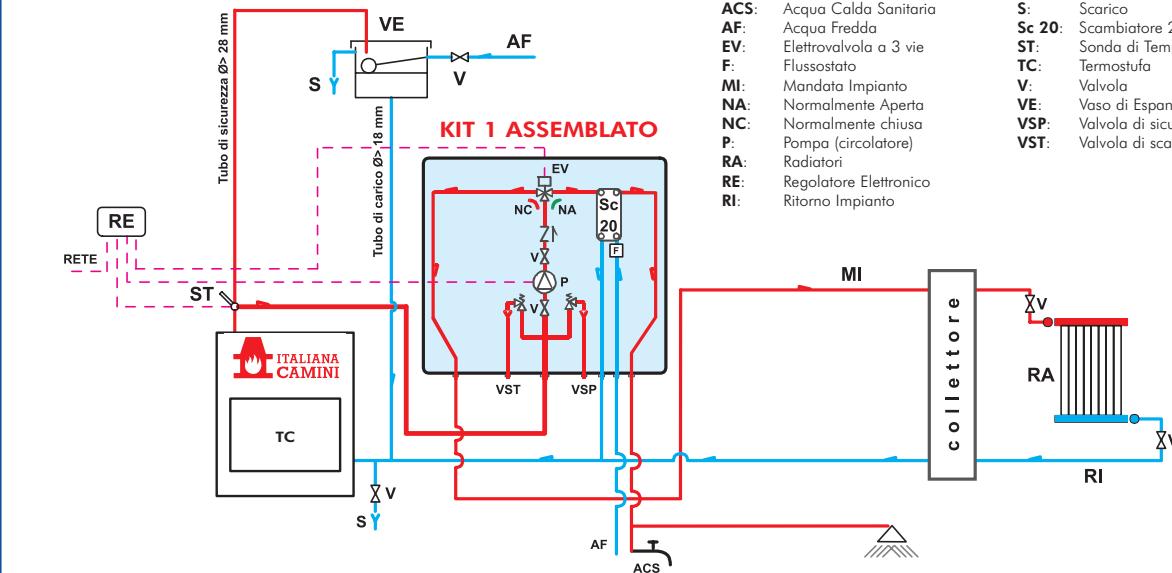 ACS: Acqua Calda Sanitaria
AF: Acqua Fredda
EV: Elettrovalvola a 3 vie
F: Flussostato
MI: Mandata Impianto
NA: Normalmente Aperta
NC: Normalmente chiusa
P: Pompa (circolatore)
RA: Radiatori
RE: Regolatore Elettronico
RI: Ritorno Impianto
S: Scarico
Sc 20: Scambiatore 2
ST: Sonda di Tem
TC: Termostufa
V: Valvola
VE: Vaso di Espan
VSP: Valvola di sicu
VST: Valvola di sca
VE
AF
S
V
Tubo di sicurezza Ø> 28 mm
Tubo di carico Ø> 18 mm
KIT 1 ASSEMBLATO
EV
NC
NA
Sc
20
F
V
P
V
VST
VSP
RE
RETE
ST
ITALIANA
CAMINI
TC
V
S
MI
collettore
V
RA
V
RI
AF
ACS